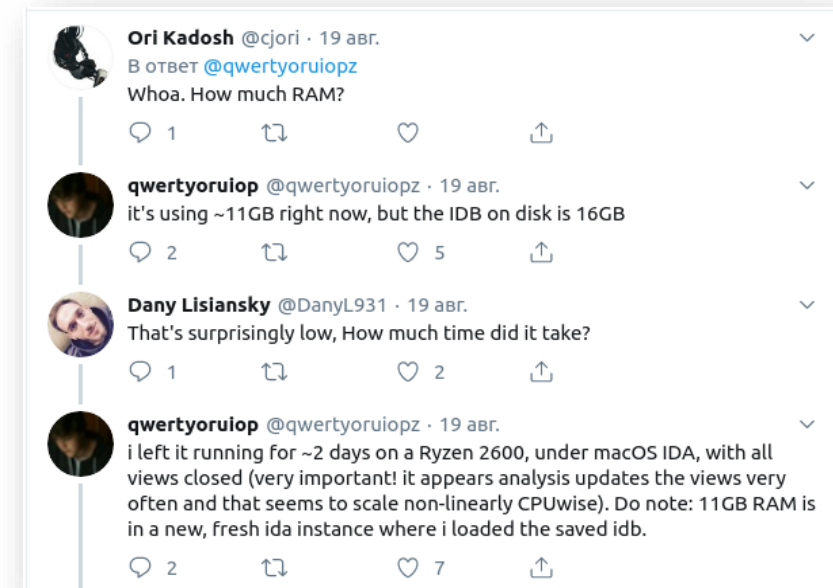 Ori Kadosh @cjori · 19 авг.
В ответ @qwertyoruiopz
Whoa. How much RAM?
1
qwertyoruiop @qwertyoruiopz · 19 авг.
it's using ~11GB right now, but the IDB on disk is 16GB
2 5
Dany Lisiansky @DanyL931 · 19 авг.
That's surprisingly low, How much time did it take?
1 2
qwertyoruiop @qwertyoruiopz · 19 авг.
i left it running for ~2 days on a Ryzen 2600, under macOS IDA, with all
views closed (very important! it appears analysis updates the views very
often and that seems to scale non-linearly CPUwise). Do note: 11GB RAM is
in a new, fresh ida instance where i loaded the saved idb.
2 7